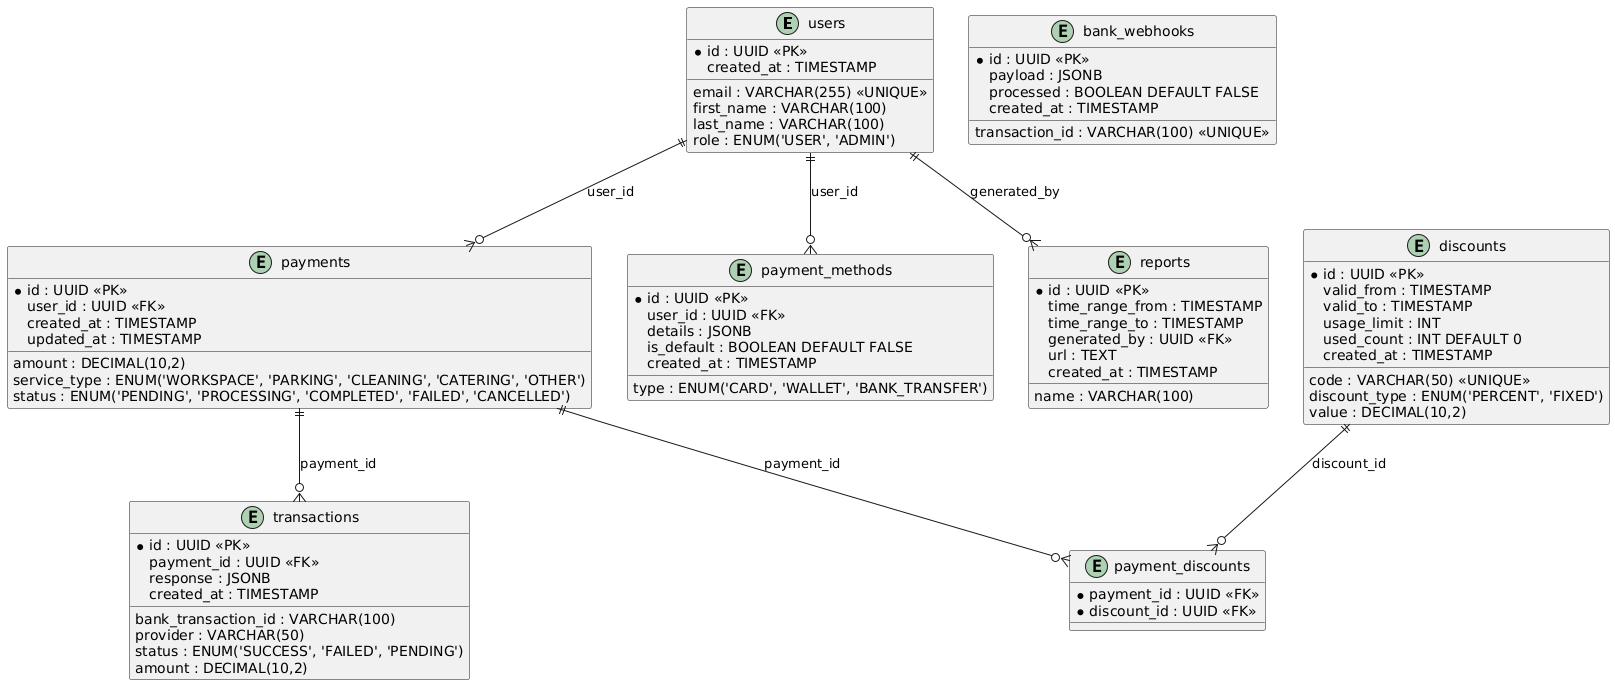 E users
* id : UUID «PK»
created_at : TIMESTAMP
email : VARCHAR(255) «UNIQUE»
first_name : VARCHAR(100)
last_name : VARCHAR(100)
role : ENUM('USER', 'ADMIN')
E bank_webhooks
* id : UUID «PK»
payload : JSONB
processed : BOOLEAN DEFAULT FALSE
created_at : TIMESTAMP
transaction_id : VARCHAR(100) «UNIQUE»
user_id
user_id
generated_by
E payments
* id : UUID «PK»
user_id : UUID «FK»
created_at : TIMESTAMP
updated_at : TIMESTAMP
amount : DECIMAL(10,2)
service_type : ENUM('WORKSPACE', 'PARKING', 'CLEANING', 'CATERING', 'OTHER')
status : ENUM('PENDING', 'PROCESSING', 'COMPLETED', 'FAILED', 'CANCELLED')
E payment_methods
* id : UUID «PK»
user_id : UUID «FK»
details : JSONB
is_default : BOOLEAN DEFAULT FALSE
created_at : TIMESTAMP
type : ENUM('CARD', 'WALLET', 'BANK_TRANSFER')
E reports
* id : UUID «PK»
time_range_from : TIMESTAMP
time_range_to : TIMESTAMP
generated_by : UUID «FK»
url : TEXT
created_at : TIMESTAMP
name : VARCHAR(100)
E discounts
* id : UUID «PK»
valid_from : TIMESTAMP
valid_to : TIMESTAMP
usage_limit : INT
used_count : INT DEFAULT 0
created_at : TIMESTAMP
code : VARCHAR(50) «UNIQUE»
discount_type : ENUM('PERCENT', 'FIXED')
value : DECIMAL(10,2)
payment_id
payment_id
discount_id
E transactions
* id : UUID «PK»
payment_id : UUID «FK»
response : JSONB
created_at : TIMESTAMP
bank_transaction_id : VARCHAR(100)
provider : VARCHAR(50)
status : ENUM('SUCCESS', 'FAILED', 'PENDING')
amount : DECIMAL(10,2)
E payment_discounts
* payment_id : UUID «FK»
* discount_id : UUID «FK»